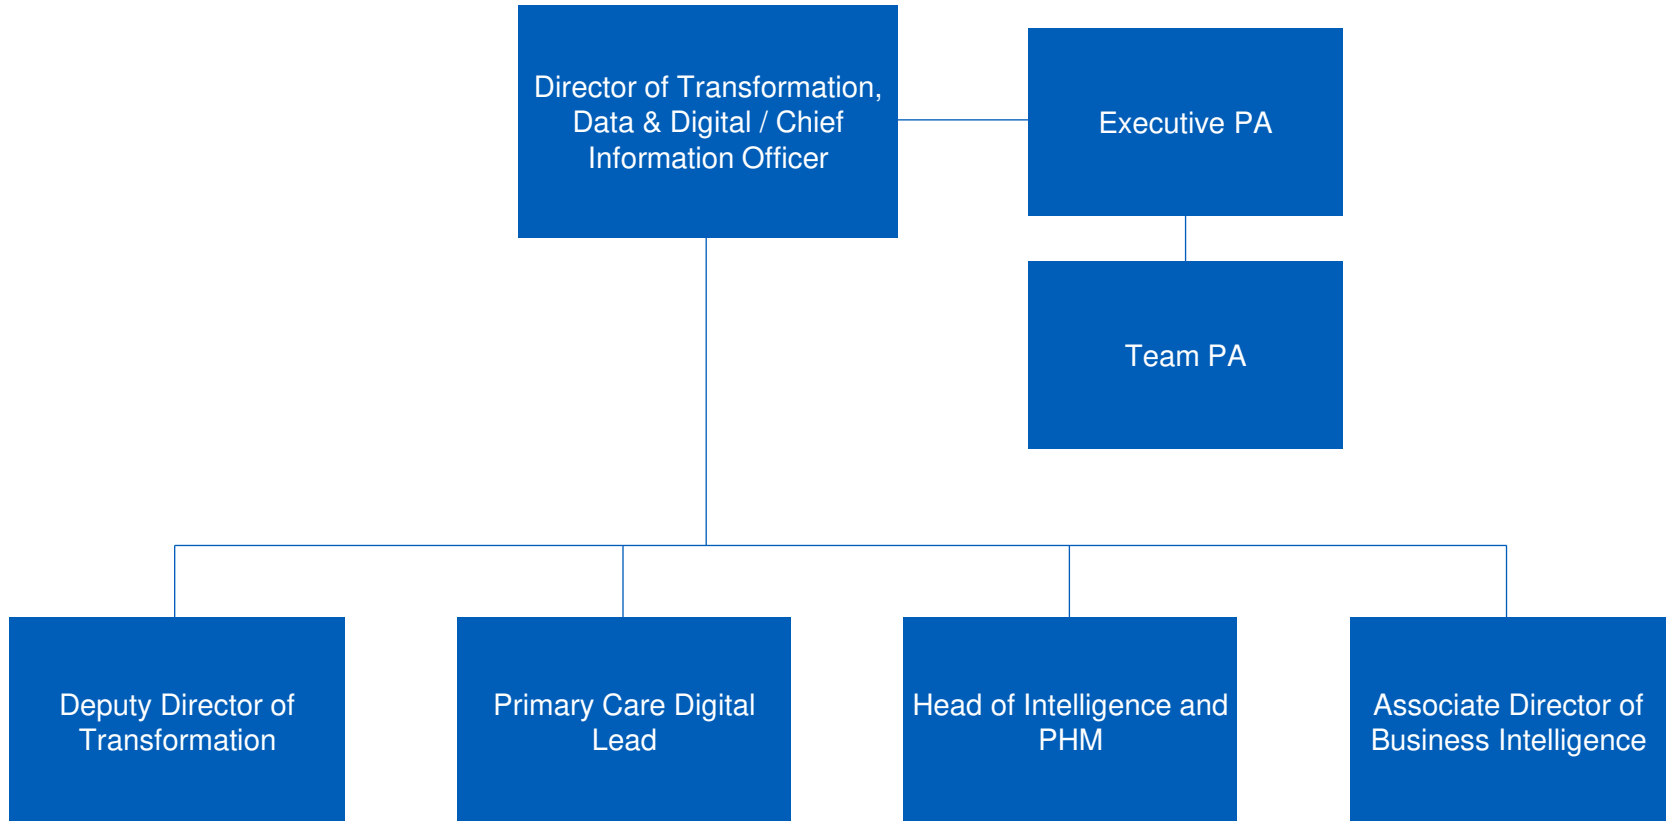 Director of Transformation,
Data & Digital / Chief
Information Officer
Executive PA
Team PA
Deputy Director of
Transformation
Primary Care Digital
Lead
Head of Intelligence and
PHM
Associate Director of
Business Intelligence